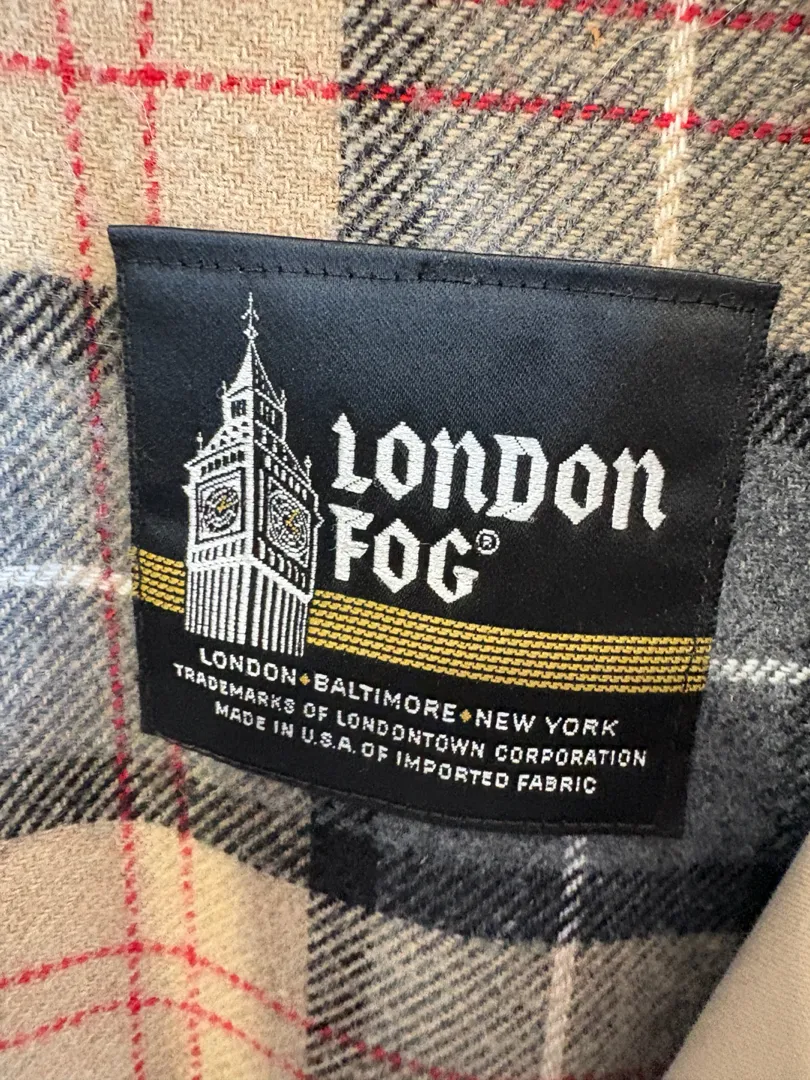 LONDON
FOG®
LONDON◆BALTIMORE◆NEW YORK
TRADEMARKS OF LONDONTOWN CORPORATION
MADE IN U.S.A. OF IMPORTED FABRIC